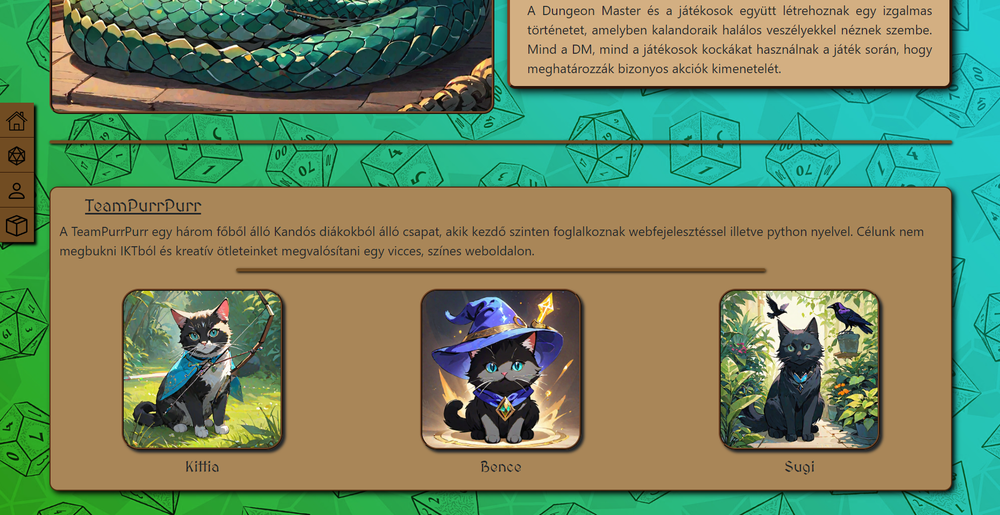 A Dungeon Master és a játékosok együtt létrehoznak egy izgalmas
történetet, amelyben kalandoraik halálos veszélyekkel néznek szembe.
Mind a DM, mind a játékosok kockákat használnak a játék során, hogy
meghatározzák bizonyos akciók kimenetelét.
TeamPurrPurr
A TeamPurrPurr egy három főből álló Kandós diákokból álló csapat, akik kezdő szinten foglalkoznak webfejelesztéssel illetve python nyelvel. Célunk nem
megbukni IKTból és kreatív ötleteinket megvalósítani egy vicces, színes weboldalon.
Kittia
Bence
Sugi